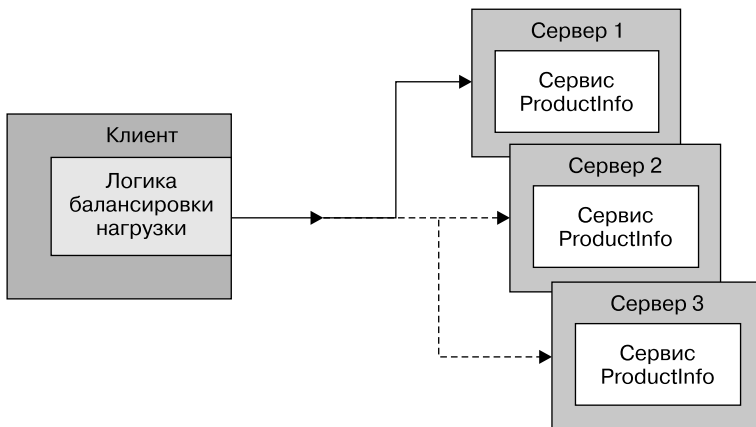 Клиент
Логика
балансировки
нагрузки
Сервер 1
Сервис
ProductInfo
Сервер 2
Сервис
ProductInfo
Сервер 3
Сервис
ProductInfo